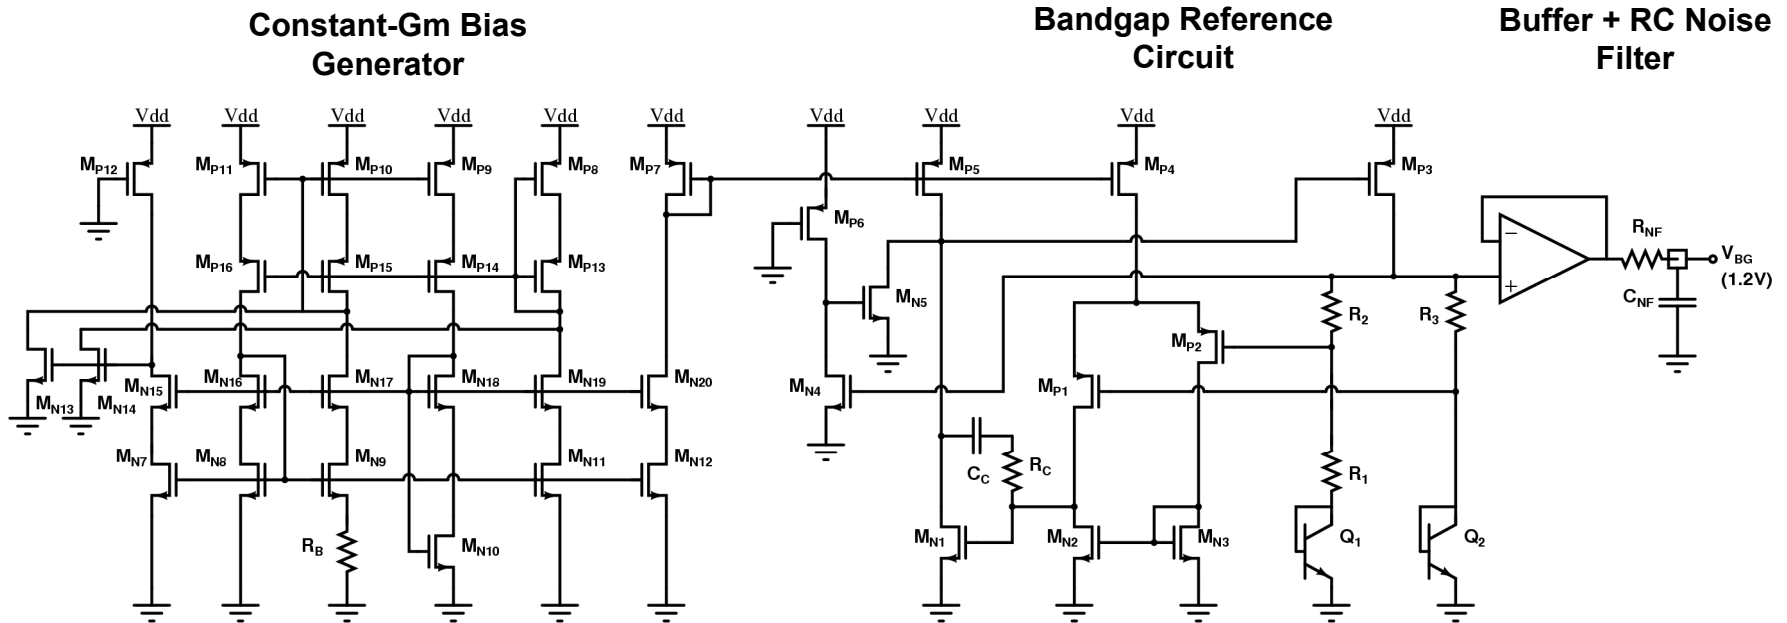 Constant-Gm Bias
Generator
Bandgap Reference
Circuit
Buffer + RC Noise
Filter
Vdd Vdd Vdd Vdd Vdd Vdd Vdd Vdd Vdd Vdd
MP12 MP11 MP10 MP9 MP8 MP7 MP5 MP4 MP3
MP6
RNF
VBG
(1.2V)
CNF
MP16 MP15 MP14 MP13
MN5
R2 R3
MP2
MN15 MN16 MN17 MN18 MN19 MN20 MN4 MP1
MN13 MN14
MN7 MN8 MN9 MN11 MN12
CC RC R1
RB MN10 MN1 MN2 MN3 Q1 Q2
− +